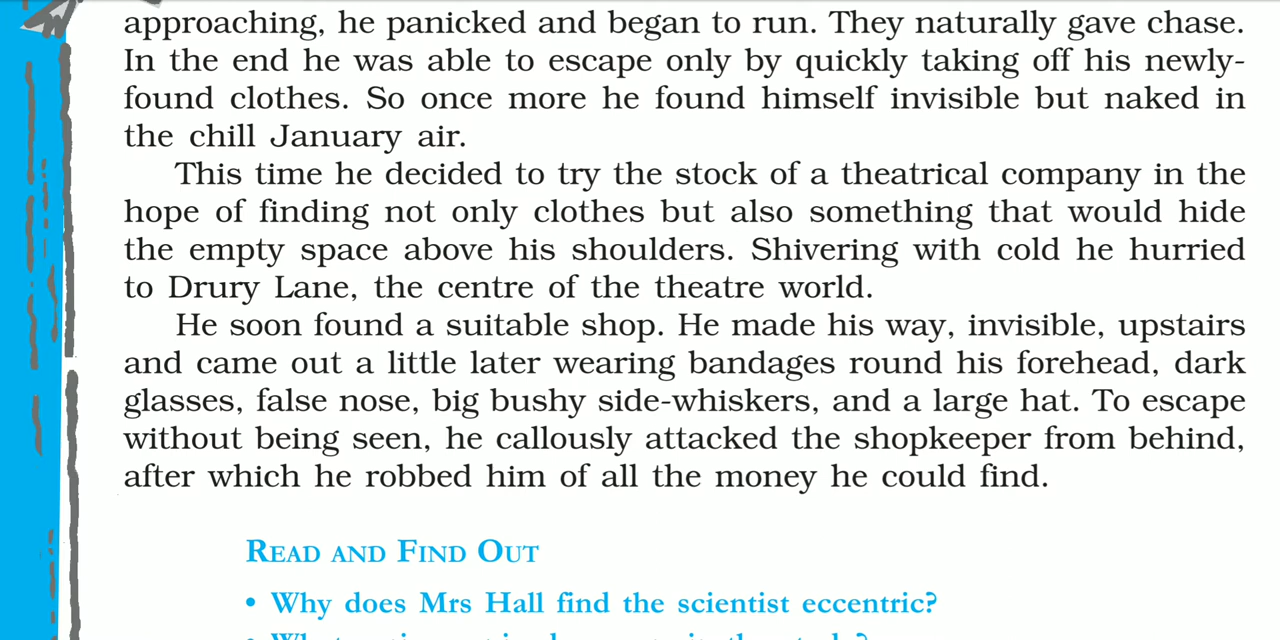 approaching, he panicked and began to run. They naturally gave chase.
In the end he was able to escape only by quickly taking off his newly-
found clothes. So once more he found himself invisible but naked in
the chill January air.
This time he decided to try the stock of a theatrical company in the
hope of finding not only clothes but also something that would hide
the empty space above his shoulders. Shivering with cold he hurried
to Drury Lane, the centre of the theatre world.
He soon found a suitable shop. He made his way, invisible, upstairs
and came out a little later wearing bandages round his forehead, dark
glasses, false nose, big bushy side-whiskers, and a large hat. To escape
without being seen, he callously attacked the shopkeeper from behind,
after which he robbed him of all the money he could find.
READ AND FIND OUT
• Why does Mrs Hall find the scientist eccentric?